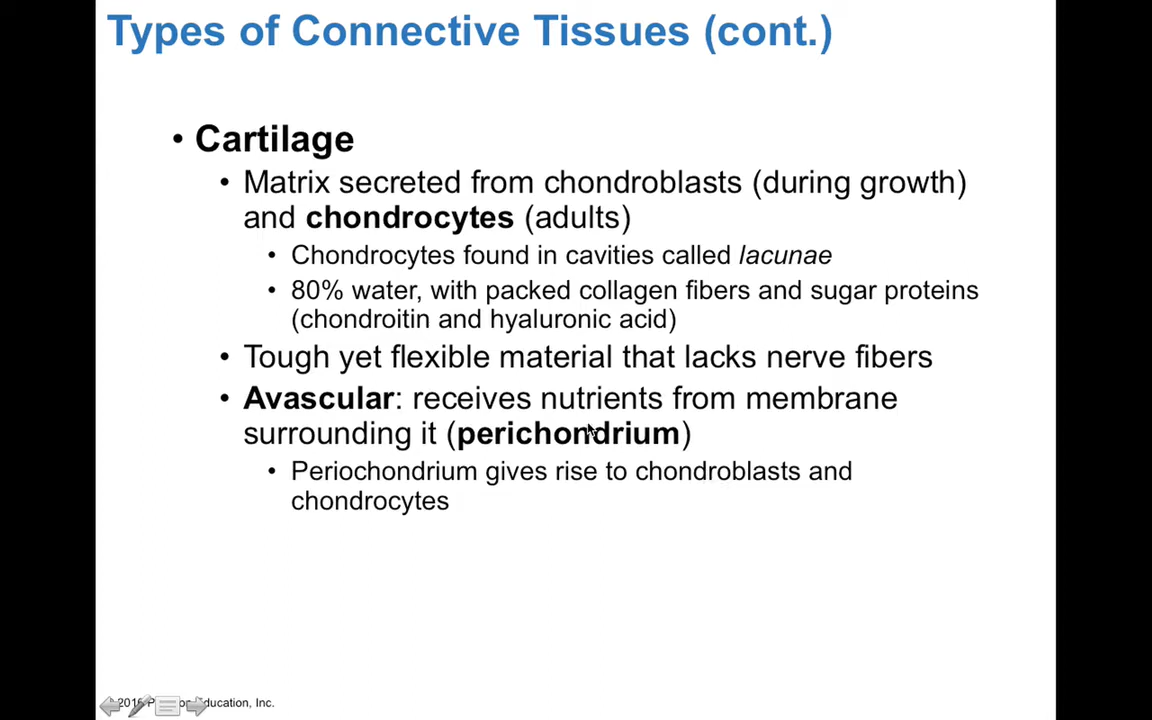 Types of Connective Tissues (cont.)
• Cartilage
• Matrix secreted from chondroblasts (during growth)
and chondrocytes (adults)
• Chondrocytes found in cavities called lacunae
• 80% water, with packed collagen fibers and sugar proteins
(chondroitin and hyaluronic acid)
• Tough yet flexible material that lacks nerve fibers
• Avascular: receives nutrients from membrane
surrounding it (perichondrium)
• Periochondrium gives rise to chondroblasts and
chondrocytes
Education, Inc.